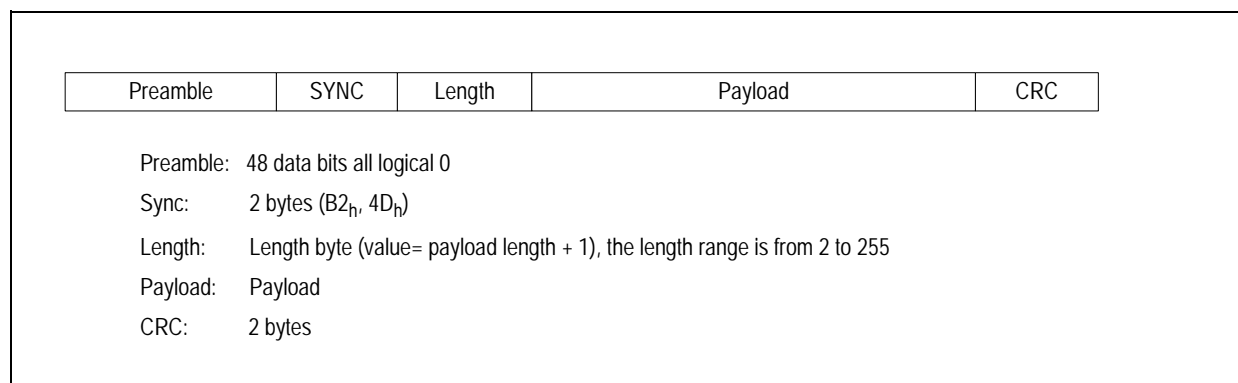 Preamble SYNC Length Payload CRC
Preamble: 48 data bits all logical 0
Sync: 2 bytes (B2h, 4Dh)
Length: Length byte (value= payload length + 1), the length range is from 2 to 255
Payload: Payload
CRC: 2 bytes